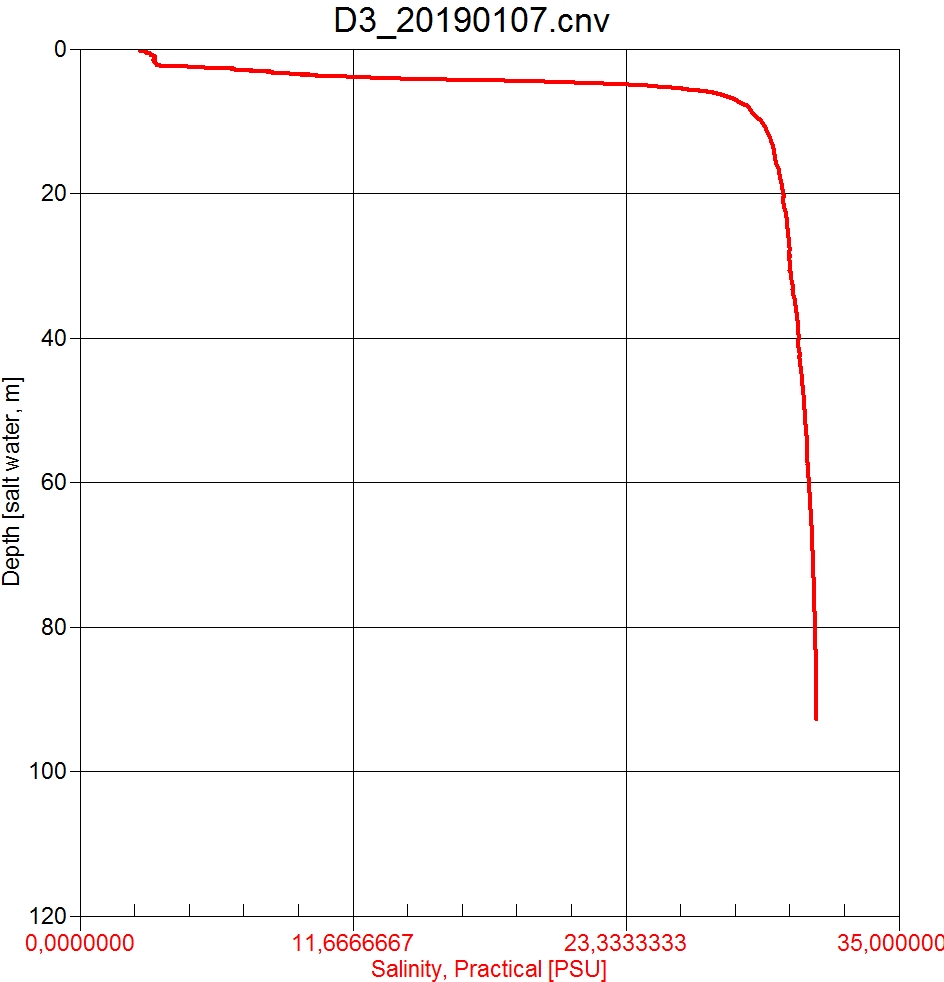 D3_20190107.cnv
0
20
40
60
80
100
120
Depth [salt water, m]
0,0000000 11,6666667 23,3333333 35,000000
Salinity, Practical [PSU]